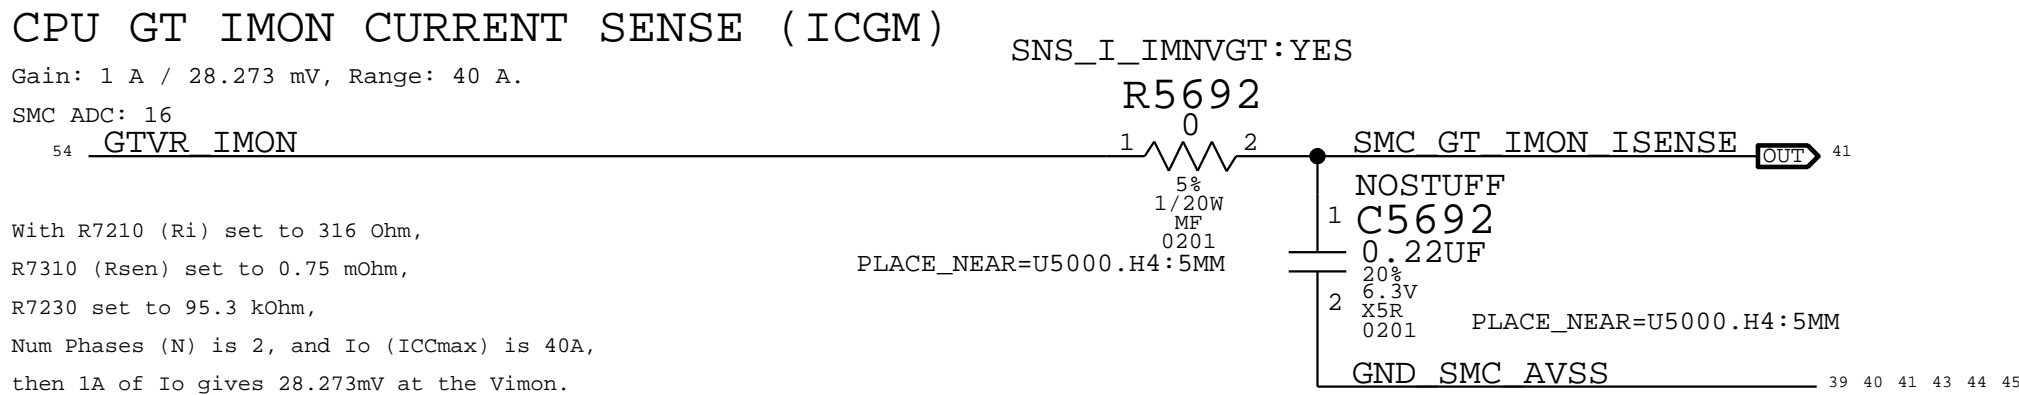 CPU GT IMON CURRENT SENSE (ICGM)
Gain: 1 A / 28.273 mV, Range: 40 A.
SMC ADC: 16
54 GTVR_IMON
SNS_I_IMNVGT:YES
R5692
0
1 2
5%
1/20W
MF
0201
PLACE_NEAR=U5000.H4:5MM
SMC_GT_IMON_ISENSE OUT 41
NOSTUFF
1 C5692
0.22UF
20%
6.3V
2 X5R
0201
PLACE_NEAR=U5000.H4:5MM
GND_SMC_AVSS 39 40 41 43 44 45
With R7210 (Ri) set to 316 Ohm,
R7310 (Rsen) set to 0.75 mOhm,
R7230 set to 95.3 kOhm,
Num Phases (N) is 2, and Io (ICCmax) is 40A,
then 1A of Io gives 28.273mV at the Vimon.